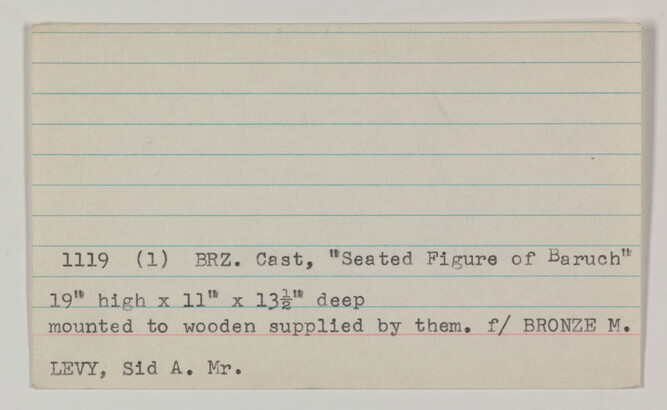 1119 (1) BRZ. Cast, "Seated Figure of Baruch"
19" high x 11" x 13½" deep
mounted to wooden supplied by them. f/ BRONZE M.
LEVY, Sid A. Mr.